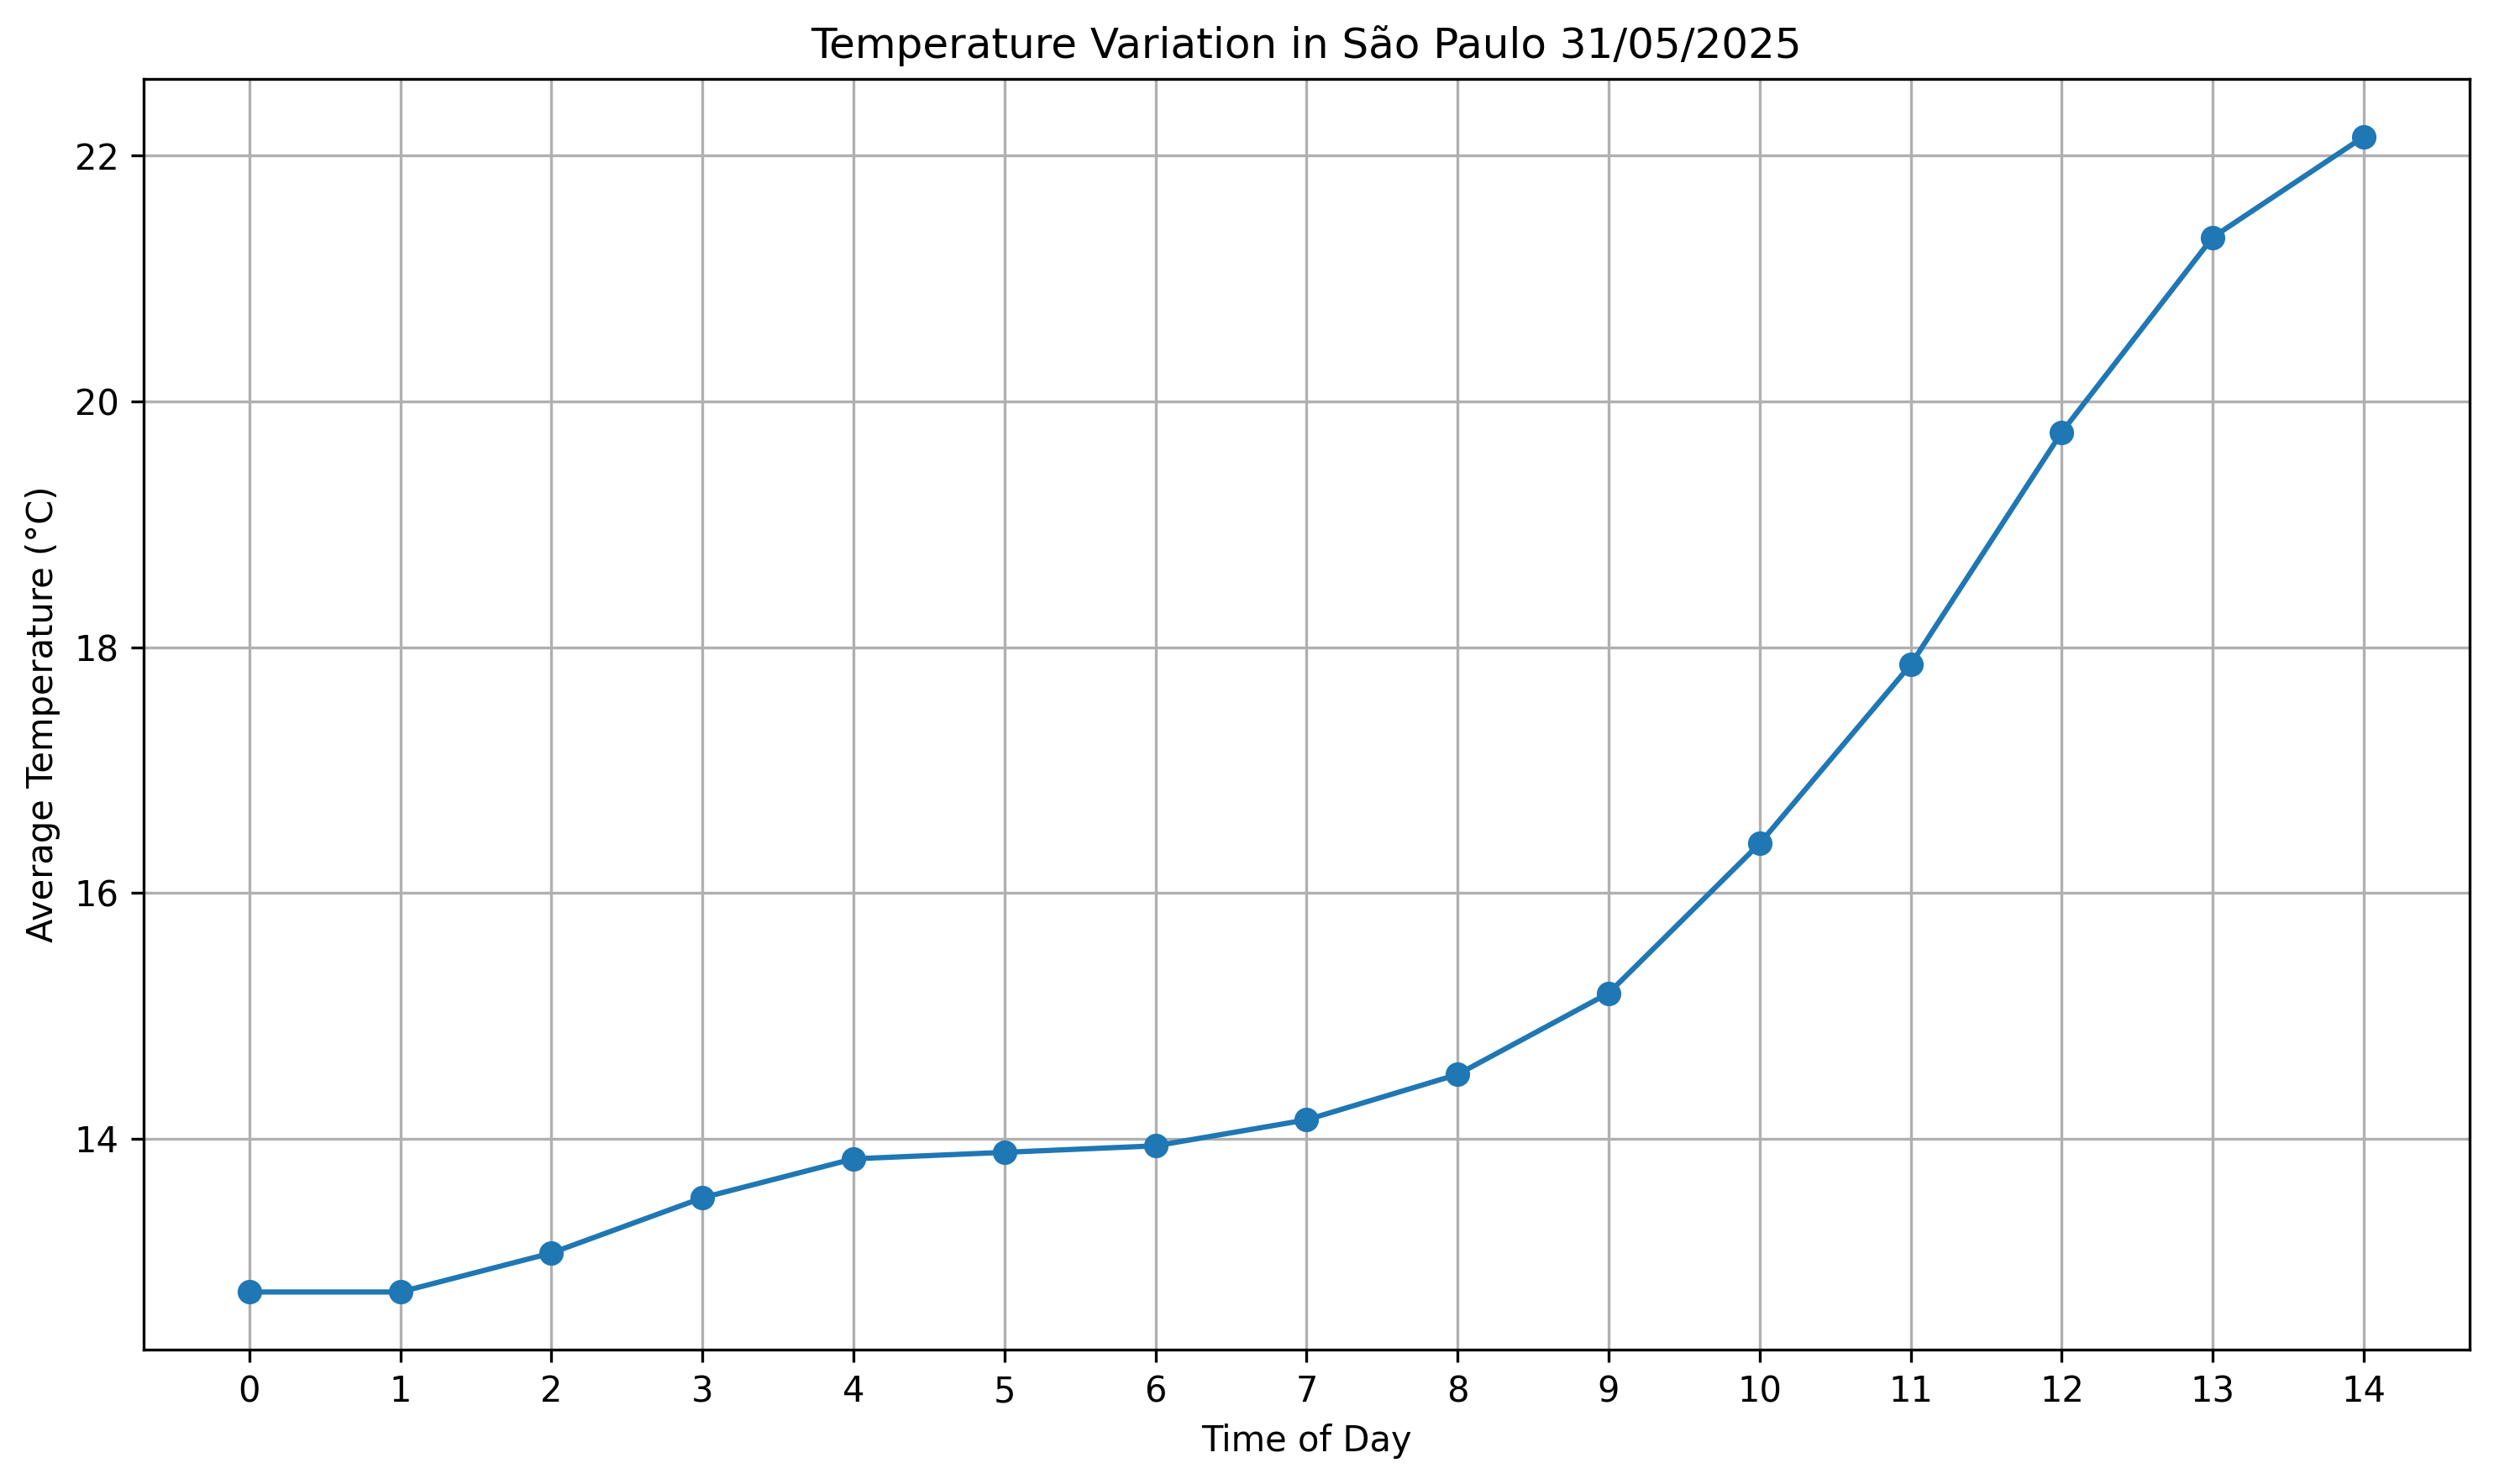 Temperature Variation in São Paulo 31/05/2025
Average Temperature (°C)
22
20
18
16
14
0 1 2 3 4 5 6 7 8 9 10 11 12 13 14
Time of Day